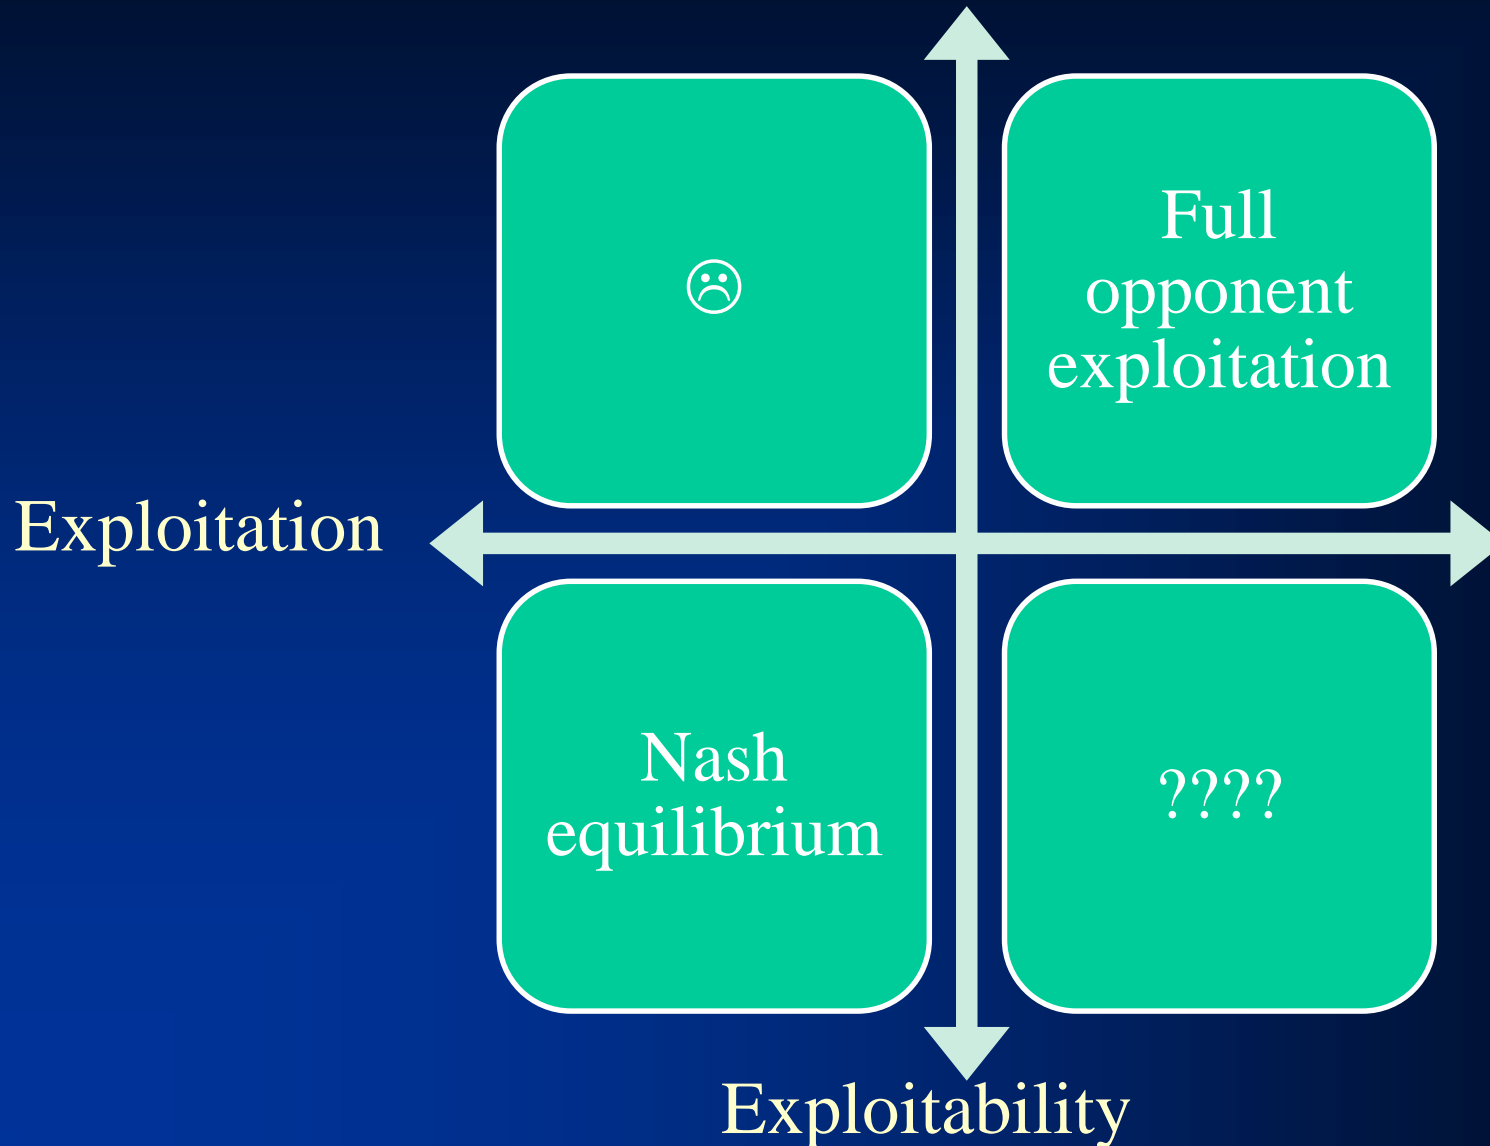 ☹
Full
opponent
exploitation
Exploitation
Nash
equilibrium
????
Exploitability